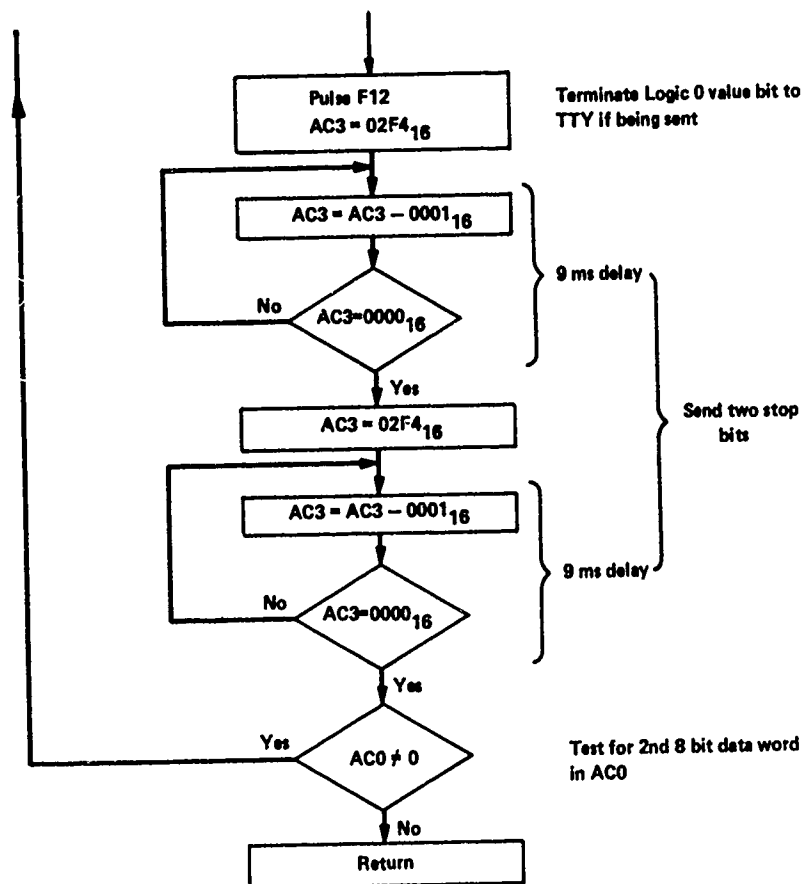 Pulse F12
AC3 = 02F4₁₆
Terminate Logic 0 value bit to
TTY if being sent
AC3 = AC3 – 0001₁₆
9 ms delay
No
AC3=0000₁₆
Yes
AC3 = 02F4₁₆
Send two stop
bits
AC3 = AC3 – 0001₁₆
9 ms delay
No
AC3=0000₁₆
Yes
Yes
AC0 ≠ 0
Test for 2nd 8 bit data word
in AC0
No
Return